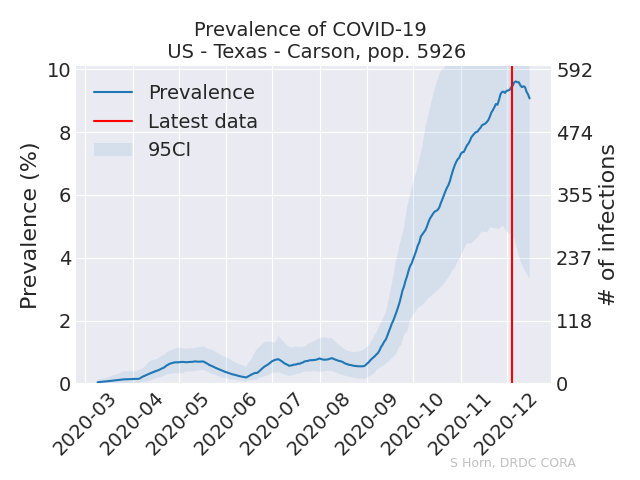 Prevalence of COVID-19
US - Texas - Carson, pop. 5926
Prevalence
Latest data
95CI
Prevalence (%)
10
8
6
4
2
0
592
474
355
237
118
0
# of infections
2020-03
2020-04
2020-05
2020-06
2020-07
2020-08
2020-09
2020-10
2020-11
2020-12
S Horn, DRDC CORA